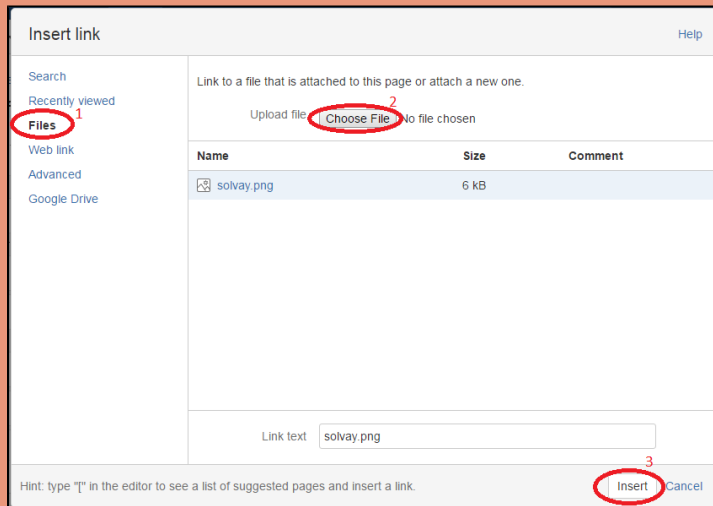 Insert link
Help
Search
Recently viewed
Files
1
Web link
Advanced
Google Drive
Link to a file that is attached to this page or attach a new one.
Upload file
2
Choose File No file chosen
Name Size Comment
solvay.png 6 kB
Link text solvay.png
3
Hint: type "[" in the editor to see a list of suggested pages and insert a link.
Insert Cancel